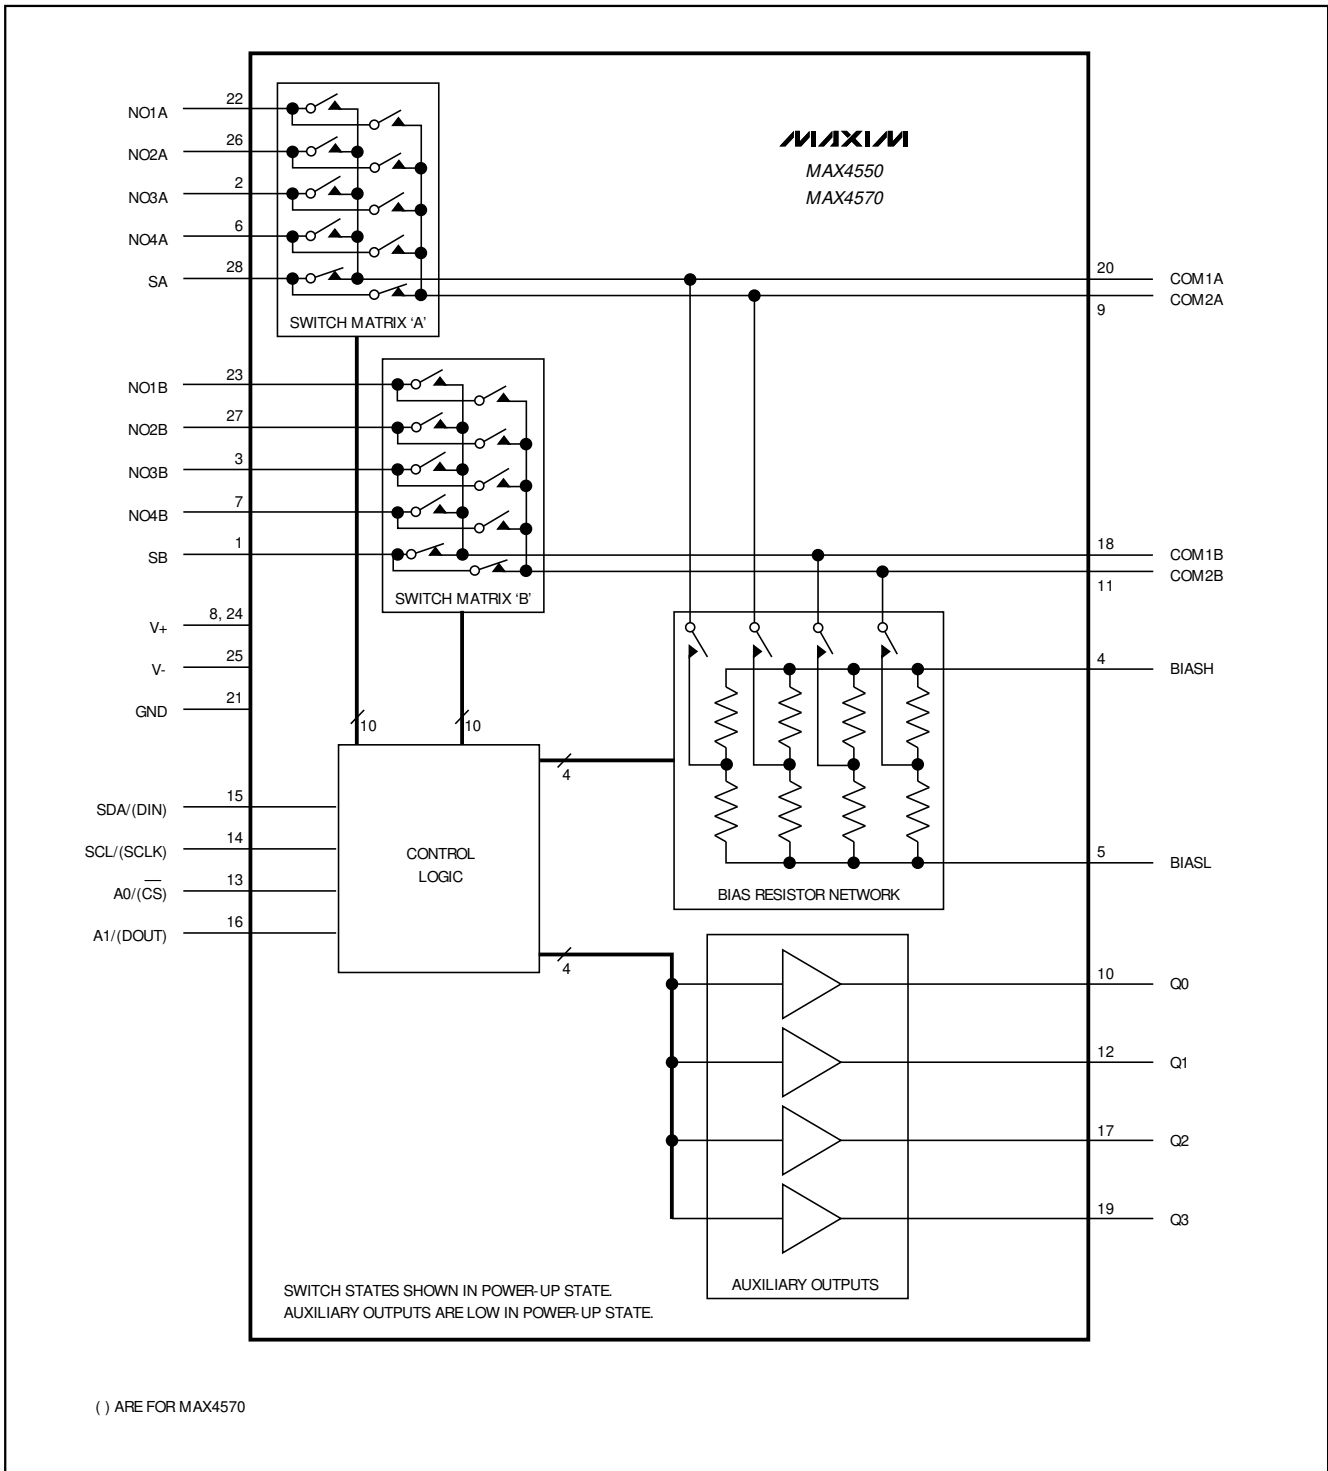 MAXIM
MAX4550
MAX4570
NO1A 22
NO2A 26
NO3A 2
NO4A 6
SA 28
SWITCH MATRIX 'A'
20 COM1A
COM2A
9
NO1B 23
NO2B 27
NO3B 3
NO4B 7
SB 1
SWITCH MATRIX 'B'
18 COM1B
COM2B
11
V+ 8, 24
V- 25
GND 21
10
10
4 BIASH
4
5 BIASL
BIAS RESISTOR NETWORK
SDA/(DIN) 15
SCL/(SCLK) 14
A0/(C̅S̅) 13
A1/(DOUT) 16
CONTROL
LOGIC
4
10 Q0
12 Q1
17 Q2
19 Q3
AUXILIARY OUTPUTS
SWITCH STATES SHOWN IN POWER-UP STATE.
AUXILIARY OUTPUTS ARE LOW IN POWER-UP STATE.
( ) ARE FOR MAX4570